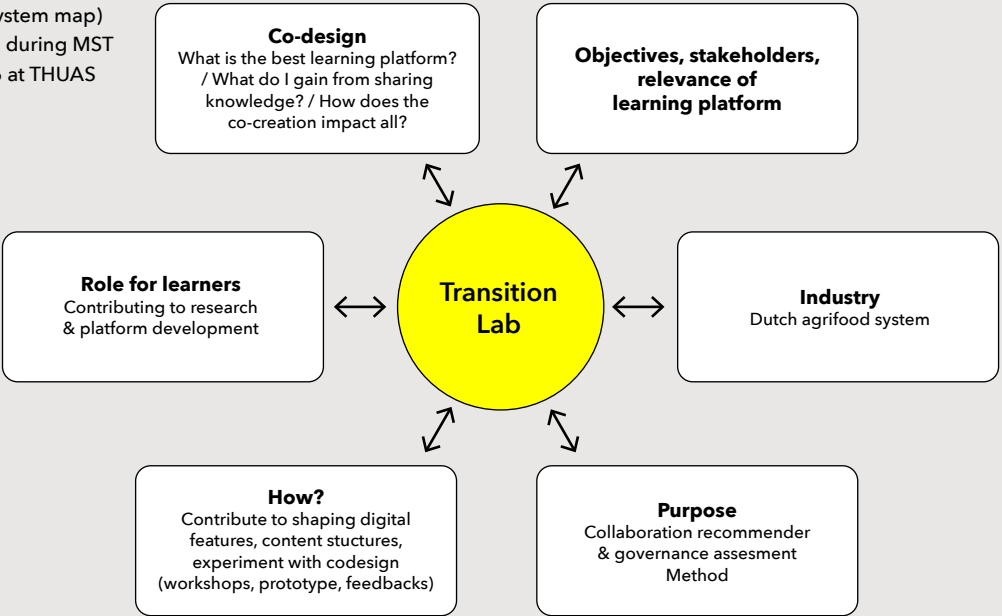 ystem map)
during MST
at THUAS
Co-design
What is the best learning platform?
/ What do I gain from sharing
knowledge? / How does the
co-creation impact all?
Objectives, stakeholders,
relevance of
learning platform
Role for learners
Contributing to research
& platform development
Transition
Lab
Industry
Dutch agrifood system
How?
Contribute to shaping digital
features, content stuctures,
experiment with codesign
(workshops, prototype, feedbacks)
Purpose
Collaboration recommender
& governance assesment
Method